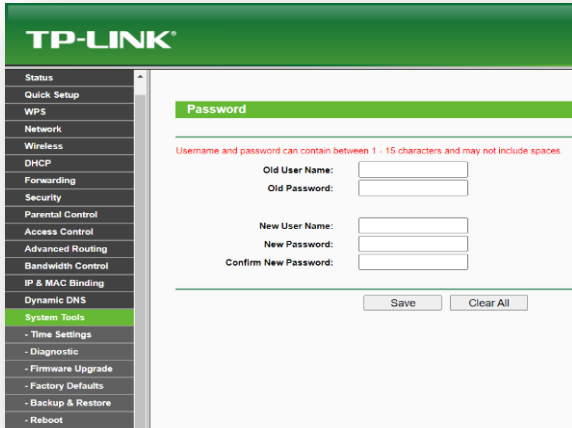 TP-LINK®
Status
Quick Setup
WPS
Network
Wireless
DHCP
Forwarding
Security
Parental Control
Access Control
Advanced Routing
Bandwidth Control
IP & MAC Binding
Dynamic DNS
System Tools
- Time Settings
- Diagnostic
- Firmware Upgrade
- Factory Defaults
- Backup & Restore
- Reboot
Password
Username and password can contain between 1 - 15 characters and may not include spaces.
Old User Name:
Old Password:
New User Name:
New Password:
Confirm New Password:
Save Clear All